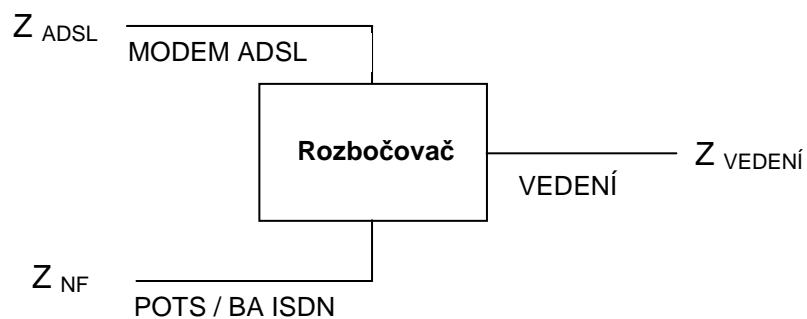 Z ADSL
MODEM ADSL
Rozbočovač
Z VEDENÍ
VEDENÍ
Z NF
POTS / BA ISDN